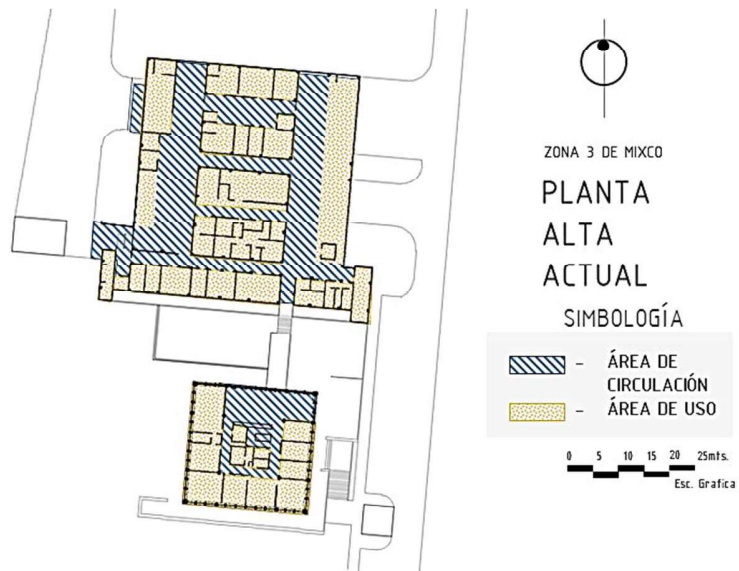 ZONA 3 DE MIXCO
PLANTA
ALTA
ACTUAL
SIMBOLOGÍA
- ÁREA DE
CIRCULACIÓN
- ÁREA DE USO
0 5 10 15 20 25mts.
Esc. Grafica